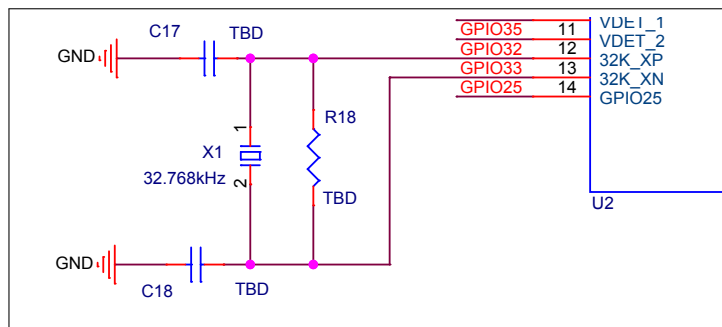 C17
TBD
GND
GPIO35
GPIO32
GPIO33
GPIO25
11
12
13
14
VDET_1
VDET_2
32K_XP
32K_XN
GPIO25
R18
1
X1
32.768kHz
2
TBD
U2
GND
C18
TBD